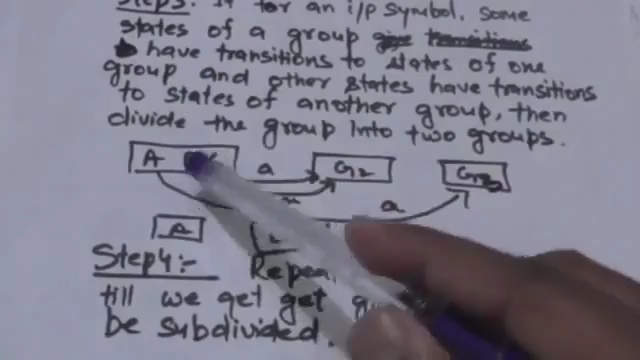 Step3:- If for an i/p symbol, some
states of a group
have transitions to states of one
group and other states have transitions
to states of another group, then
divide the group into two groups.
A a G2 G3
a
A
Step4:- Repea
till we get get g
be subdivided.